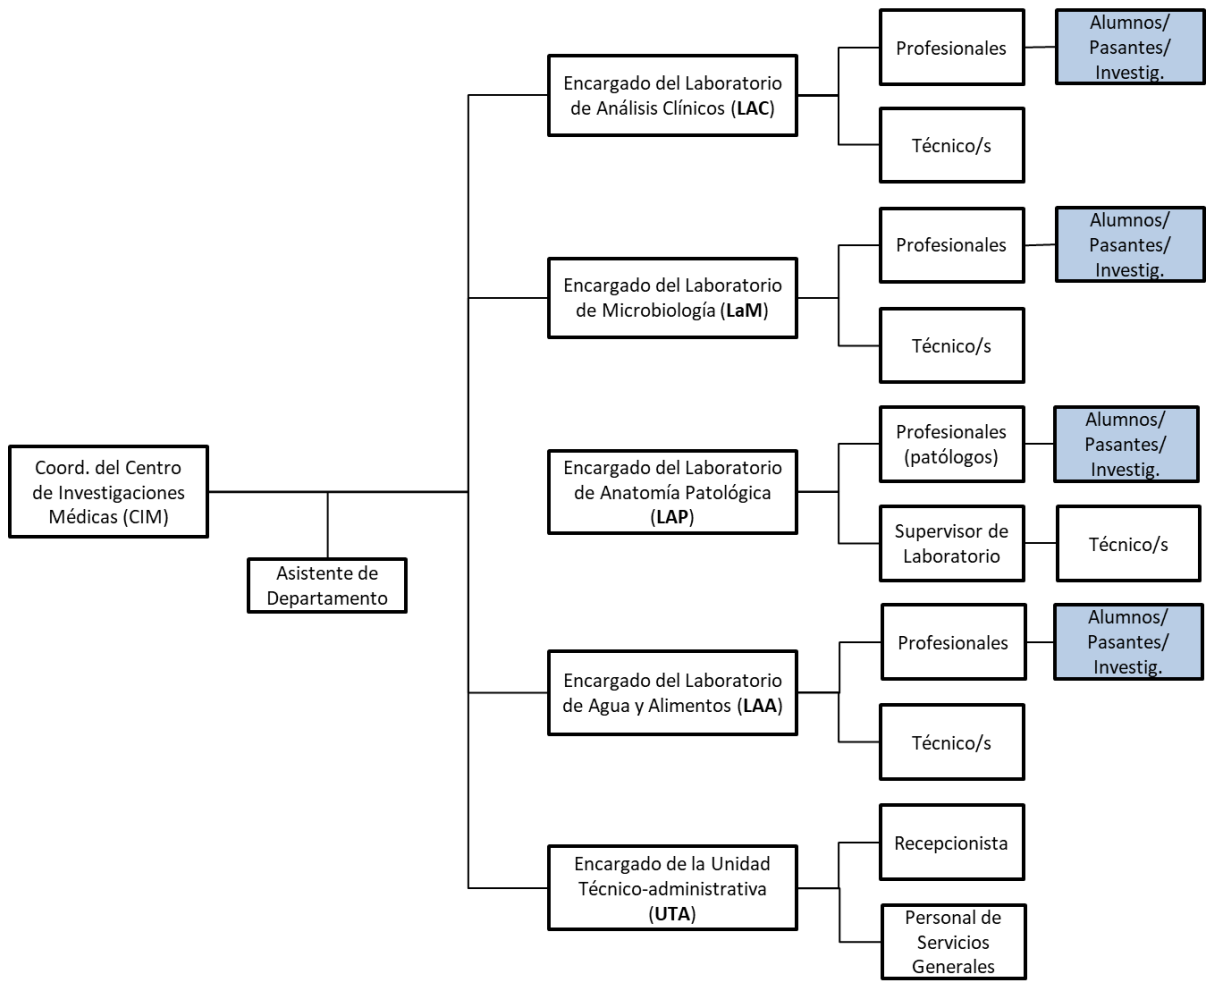 Coord. del Centro
de Investigaciones
Médicas (CIM)
Asistente de
Departamento
Encargado del Laboratorio
de Análisis Clínicos (LAC)
Profesionales
Alumnos/
Pasantes/
Investig.
Técnico/s
Encargado del Laboratorio
de Microbiología (LaM)
Profesionales
Alumnos/
Pasantes/
Investig.
Técnico/s
Encargado del Laboratorio
de Anatomía Patológica
(LAP)
Profesionales
(patólogos)
Alumnos/
Pasantes/
Investig.
Supervisor de
Laboratorio
Técnico/s
Encargado del Laboratorio
de Agua y Alimentos (LAA)
Profesionales
Alumnos/
Pasantes/
Investig.
Técnico/s
Encargado de la Unidad
Técnico-administrativa
(UTA)
Recepcionista
Personal de
Servicios
Generales